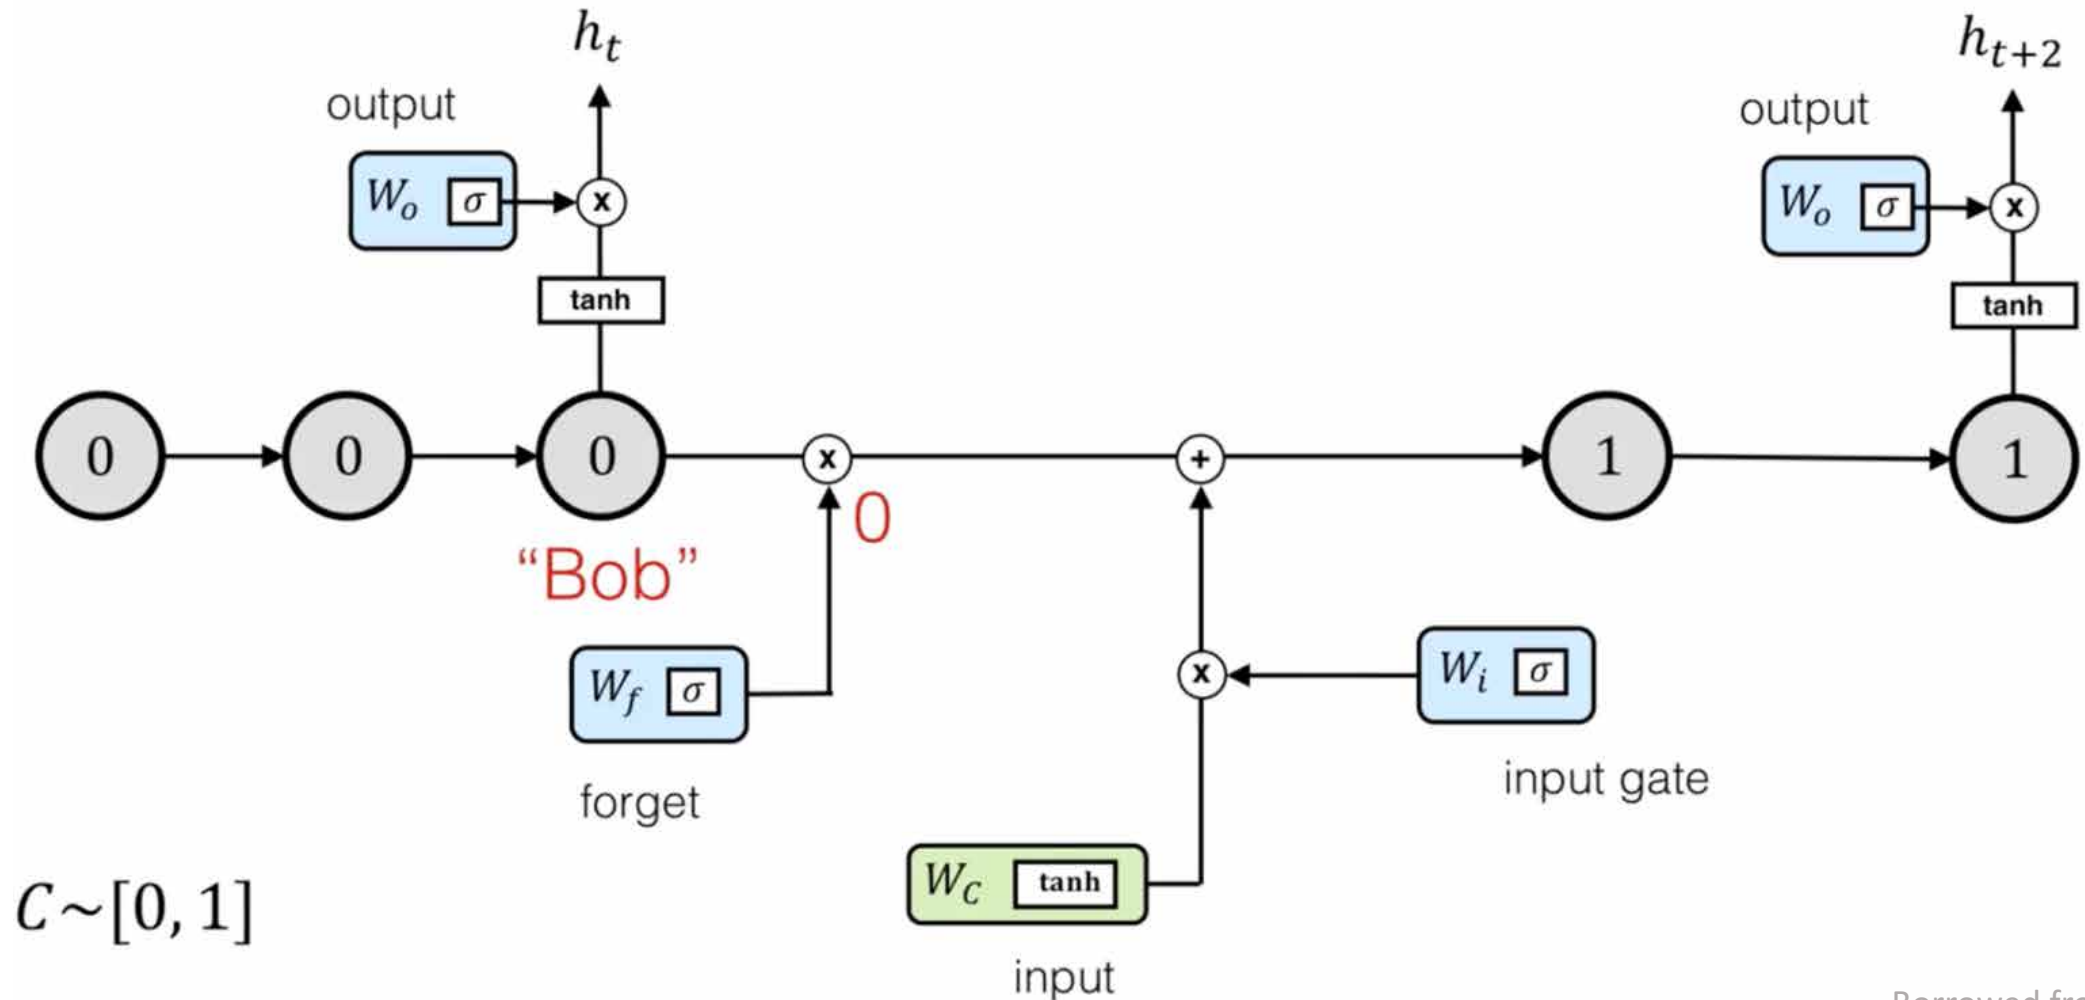 h_t
h_{t+2}
output
output
W_o σ
x
W_o σ
x
tanh
tanh
0
0
0
x
+
1
1
0
“Bob”
W_f σ
x
W_i σ
forget
input gate
W_C tanh
C~[0, 1]
input
Borrowed